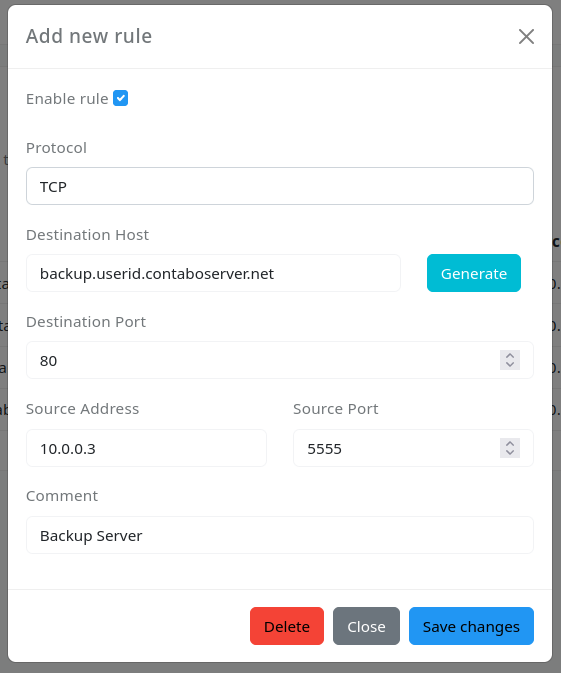 Add new rule
Enable rule
Protocol
TCP
Destination Host
backup.userid.contaboserver.net
Generate
Destination Port
80
Source Address Source Port
10.0.0.3 5555
Comment
Backup Server
Delete Close Save changes